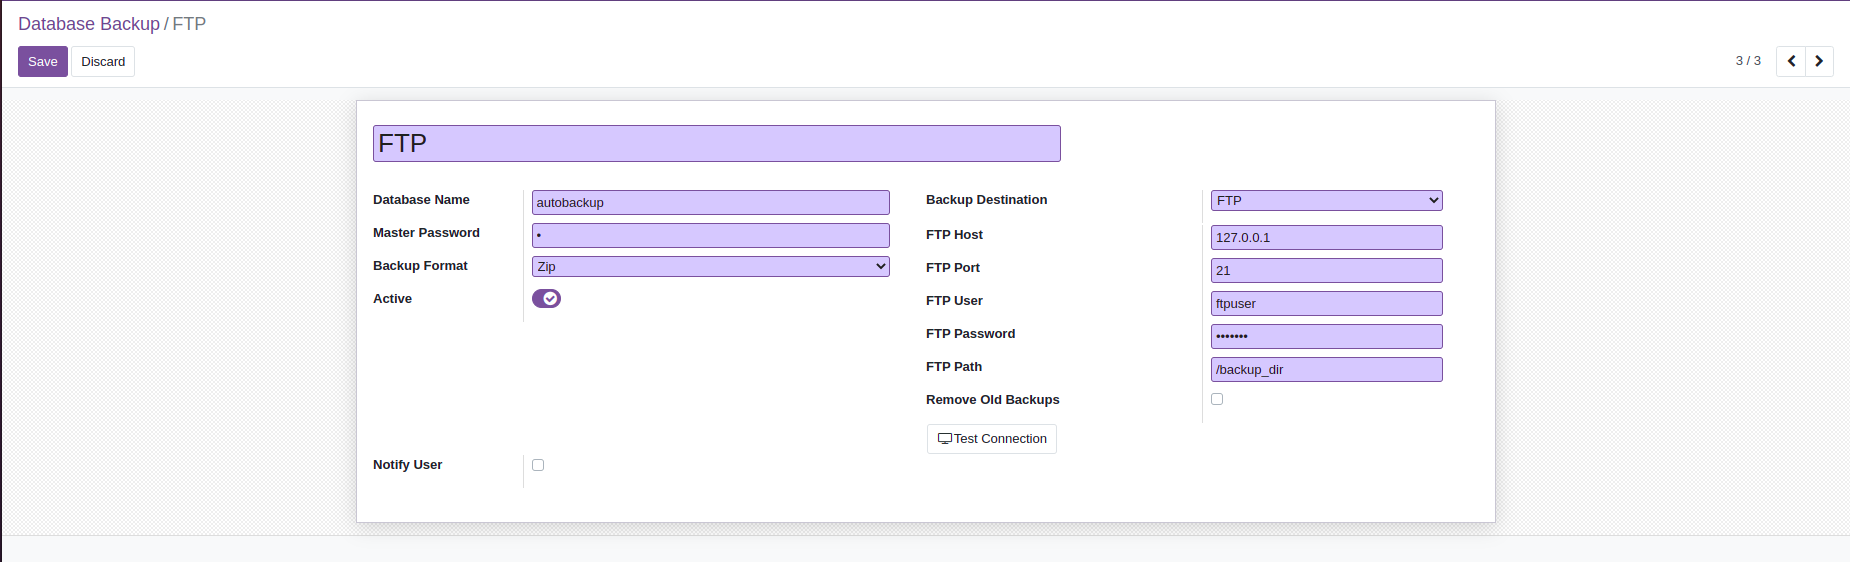 Database Backup / FTP
Save Discard 3 / 3
FTP
Database Name autobackup
Master Password •
Backup Format Zip
Active
Backup Destination FTP
FTP Host 127.0.0.1
FTP Port 21
FTP User ftpuser
FTP Password •••••••
FTP Path /backup_dir
Remove Old Backups
Test Connection
Notify User